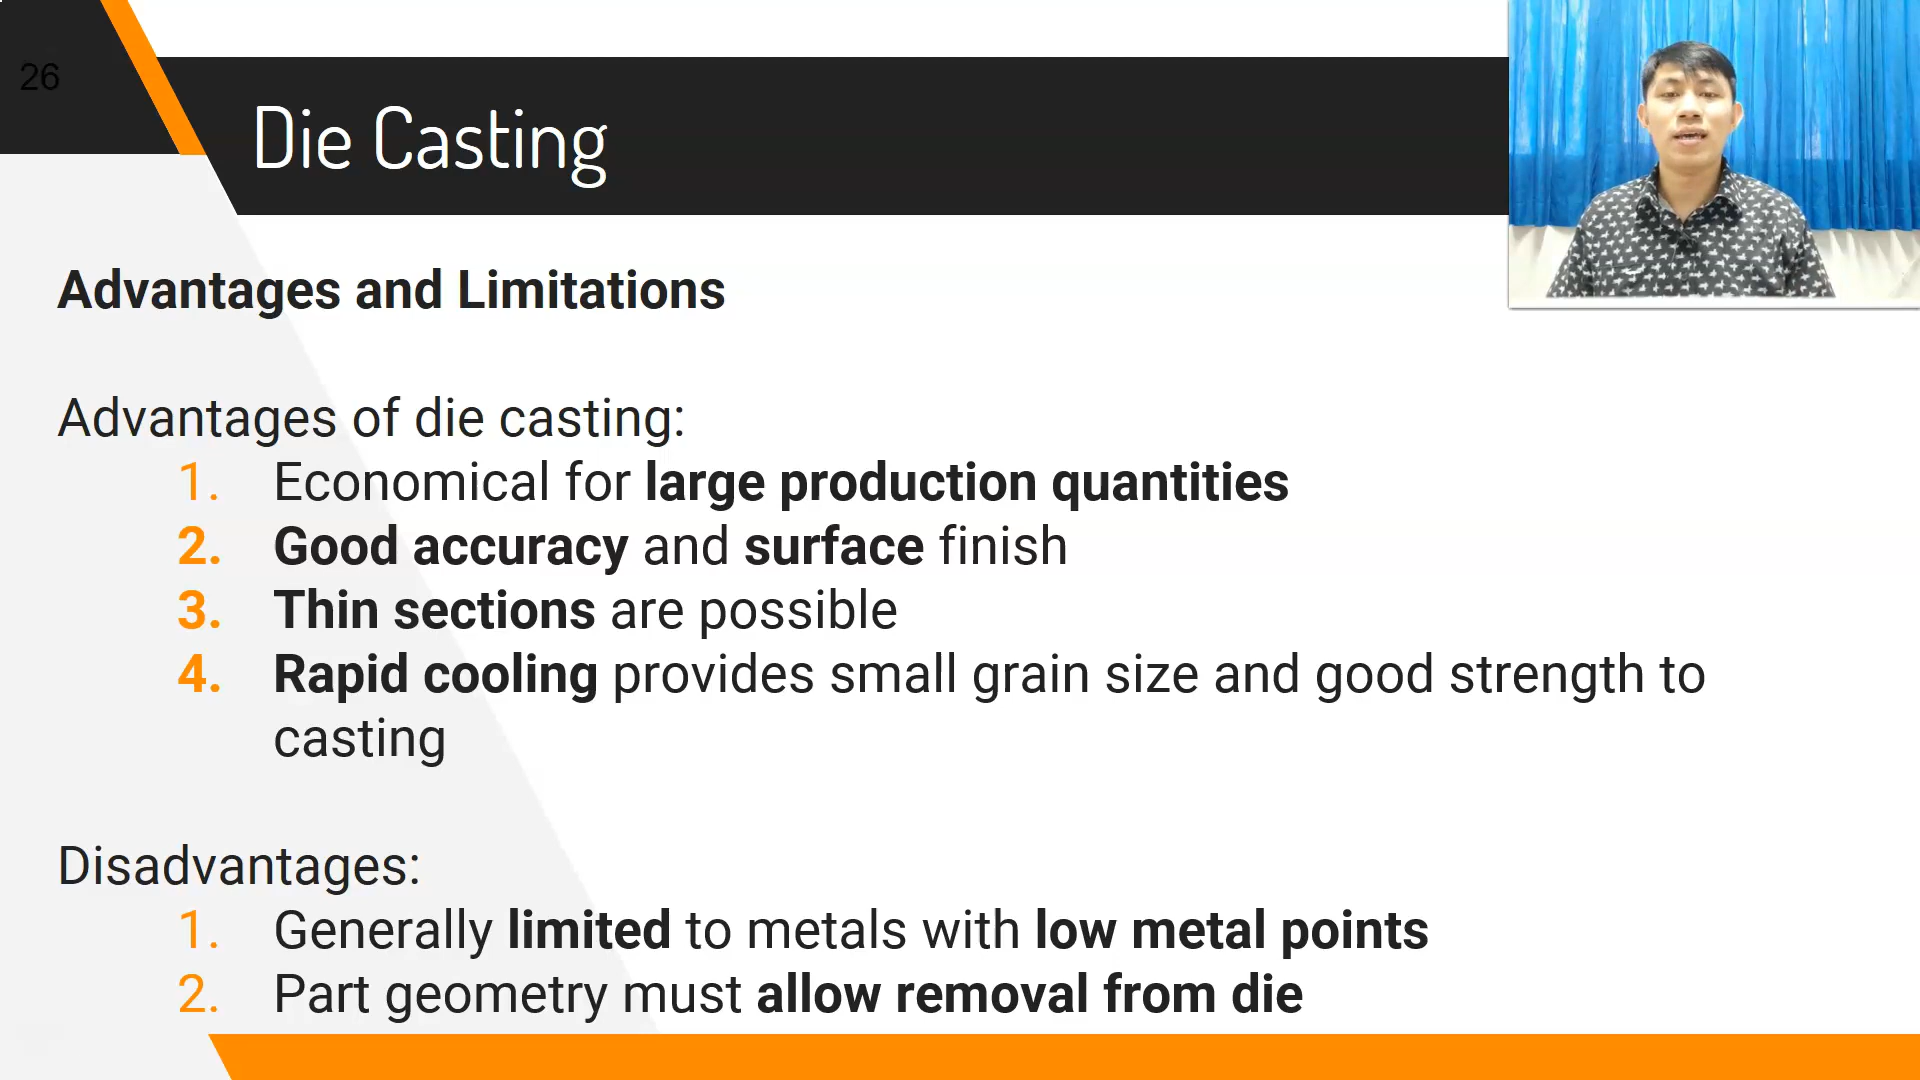 26
Die Casting
Advantages and Limitations
Advantages of die casting:
1. Economical for large production quantities
2. Good accuracy and surface finish
3. Thin sections are possible
4. Rapid cooling provides small grain size and good strength to
casting
Disadvantages:
1. Generally limited to metals with low metal points
2. Part geometry must allow removal from die